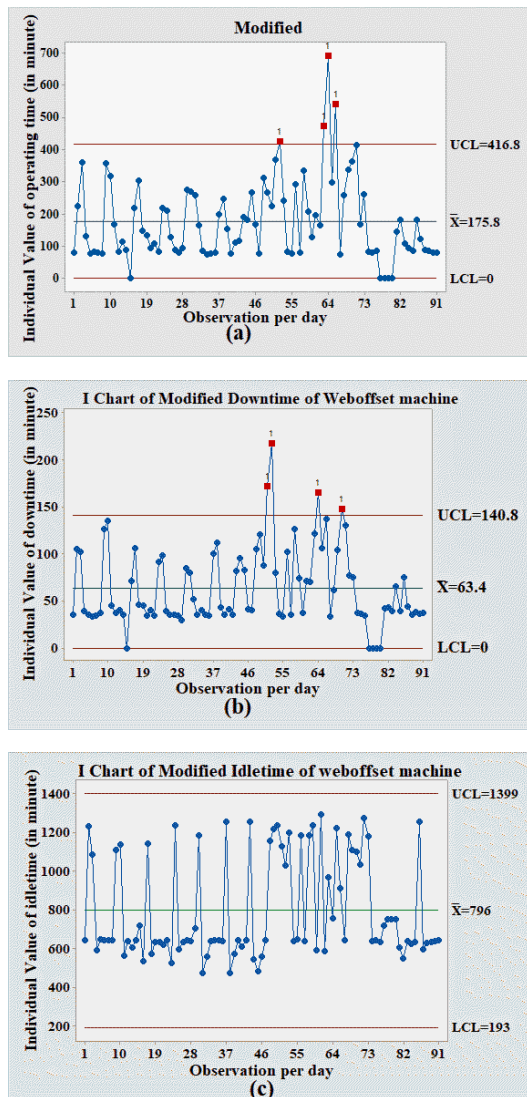 Modified
Individual Value of operating time (in minute)
700
600
500
400
300
200
100
0
1
1
1
1
UCL=416.8
X̄=175.8
LCL=0
1 10 19 28 37 46 55 64 73 82 91
Observation per day
(a)
I Chart of Modified Downtime of Weboffset machine
Individual Value of downtime (in minute)
250
200
150
100
50
0
1
1
1
1
UCL=140.8
X̄=63.4
LCL=0
1 10 19 28 37 46 55 64 73 82 91
Observation per day
(b)
I Chart of Modified Idletime of weboffset machine
Individual Value of idletime (in minute)
1400
1200
1000
800
600
400
200
UCL=1399
X̄=796
LCL=193
1 10 19 28 37 46 55 64 73 82 91
Observation per day
(c)